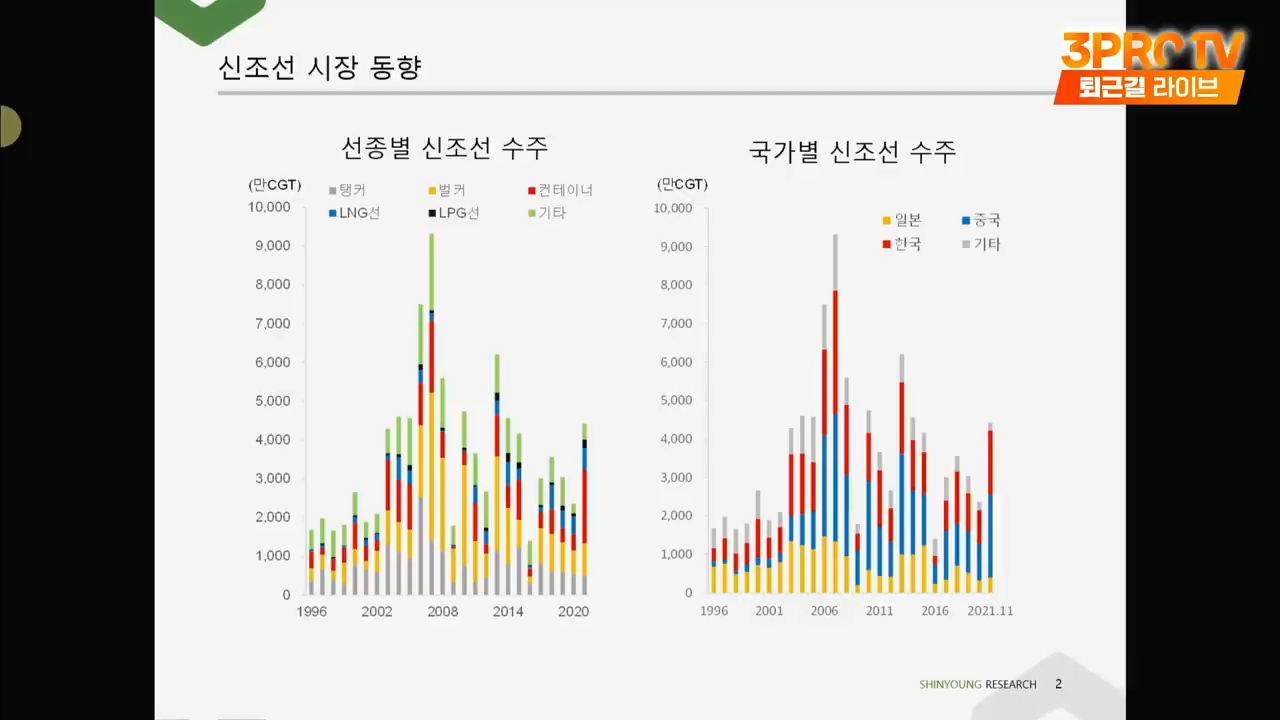 신조선 시장 동향
3PROTV
퇴근길 라이브
선종별 신조선 수주
(만CGT)
탱커 벌커 컨테이너
LNG선 LPG선 기타
10,000
9,000
8,000
7,000
6,000
5,000
4,000
3,000
2,000
1,000
0
1996 2002 2008 2014 2020
국가별 신조선 수주
(만CGT)
일본 중국
한국 기타
10,000
9,000
8,000
7,000
6,000
5,000
4,000
3,000
2,000
1,000
0
1996 2001 2006 2011 2016 2021.11
SHINYOUNG RESEARCH 2